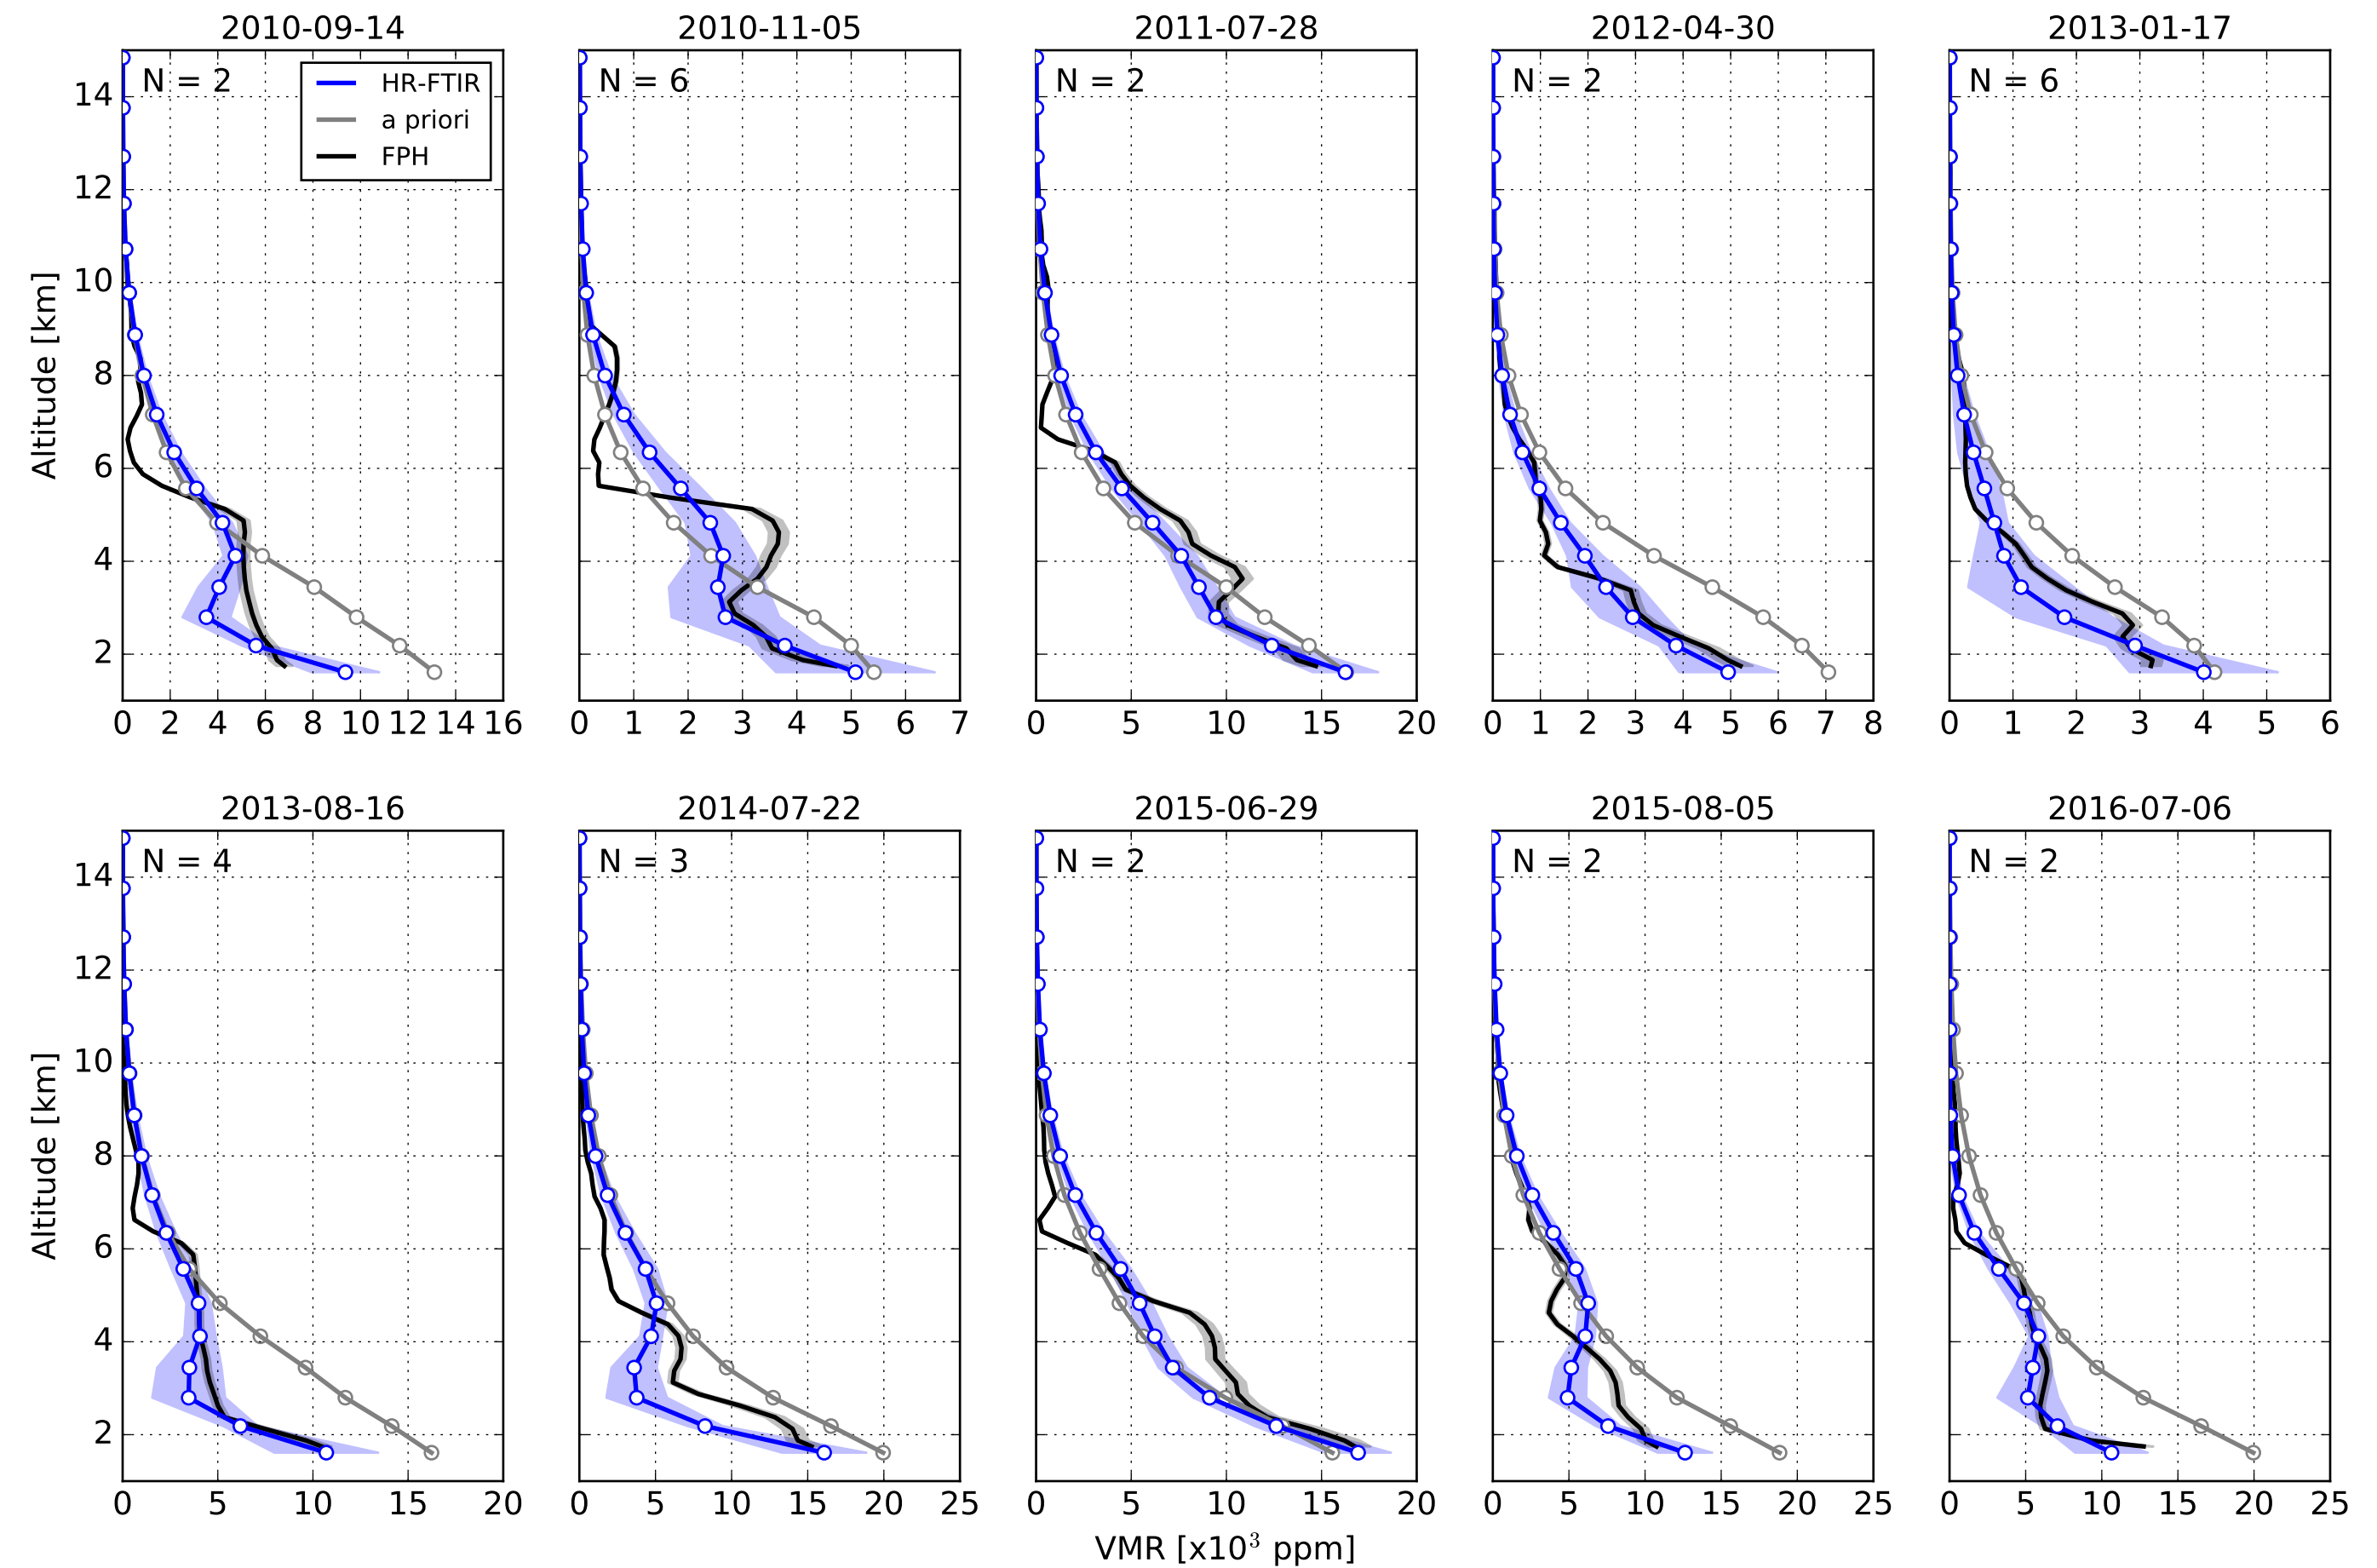 2010-09-14 2010-11-05 2011-07-28 2012-04-30 2013-01-17
N = 2 N = 6 N = 2 N = 2 N = 6
HR-FTIR
a priori
FPH
14
12
10
8
6
4
2
Altitude [km]
0 2 4 6 8 10 12 14 16 0 1 2 3 4 5 6 7 0 5 10 15 20 0 1 2 3 4 5 6 7 8 0 1 2 3 4 5 6
2013-08-16 2014-07-22 2015-06-29 2015-08-05 2016-07-06
N = 4 N = 3 N = 2 N = 2 N = 2
14
12
10
8
6
4
2
Altitude [km]
0 5 10 15 20 0 5 10 15 20 25 0 5 10 15 20 0 5 10 15 20 25 0 5 10 15 20 25
VMR [x10³ ppm]